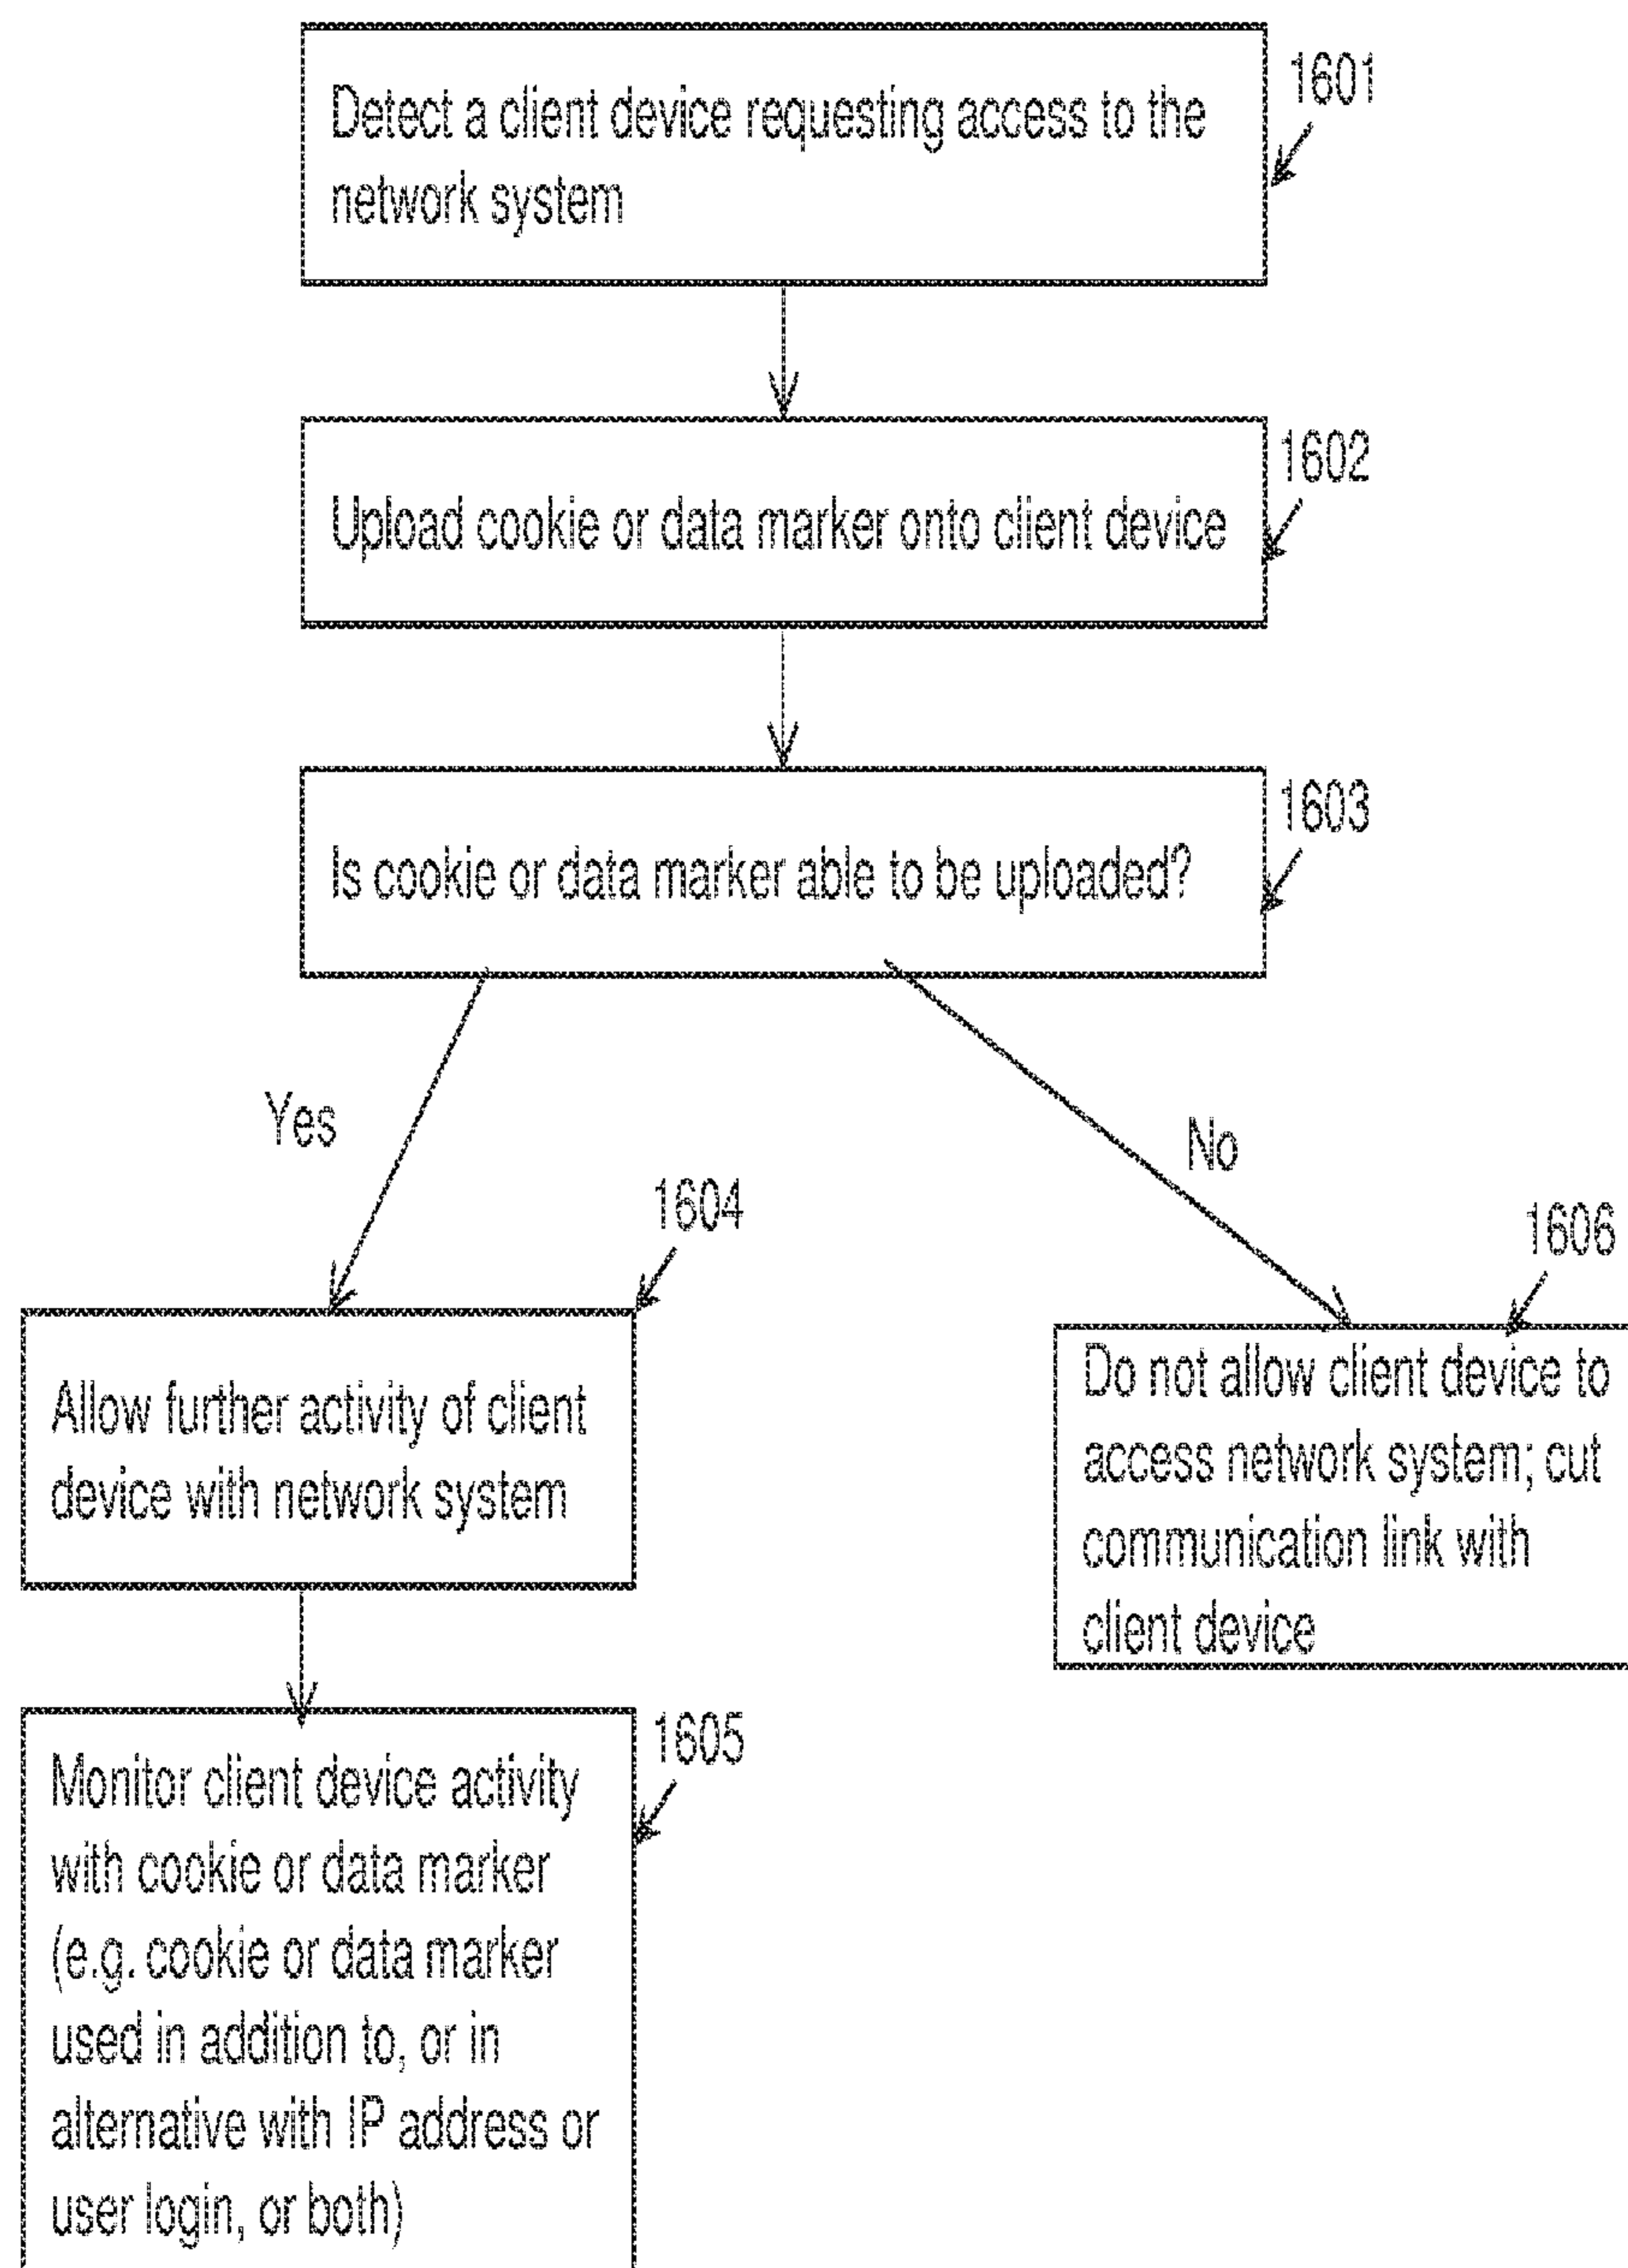 1601
Detect a client device requesting access to the
network system
1602
Upload cookie or data marker onto client device
1603
Is cookie or data marker able to be uploaded?
Yes
No
1604
1606
Allow further activity of client
device with network system
Do not allow client device to
access network system; cut
communication link with
client device
1605
Monitor client device activity
with cookie or data marker
(e.g. cookie or data marker
used in addition to, or in
alternative with IP address or
user login, or both)